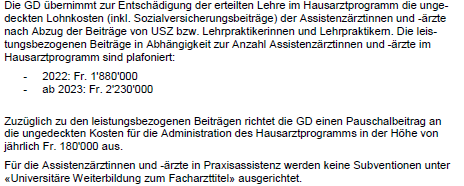 Die GD übernimmt zur Entschädigung der erteilten Lehre im Hausarztprogramm die unge-
deckten Lohnkosten (inkl. Sozialversicherungsbeiträge) der Assistenzärztinnen und -ärzte
nach Abzug der Beiträge von USZ bzw. Lehrpraktikerinnen und Lehrpraktikern. Die leis-
tungsbezogenen Beiträge in Abhängigkeit zur Anzahl Assistenzärztinnen und -ärzte im
Hausarztprogramm sind plafoniert:
- 2022: Fr. 1'880'000
- ab 2023: Fr. 2'230'000
Zuzüglich zu den leistungsbezogenen Beiträgen richtet die GD einen Pauschalbeitrag an
die ungedeckten Kosten für die Administration des Hausarztprogramms in der Höhe von
jährlich Fr. 180'000 aus.
Für die Assistenzärztinnen und -ärzte in Praxisassistenz werden keine Subventionen unter
«Universitäre Weiterbildung zum Facharzttitel» ausgerichtet.